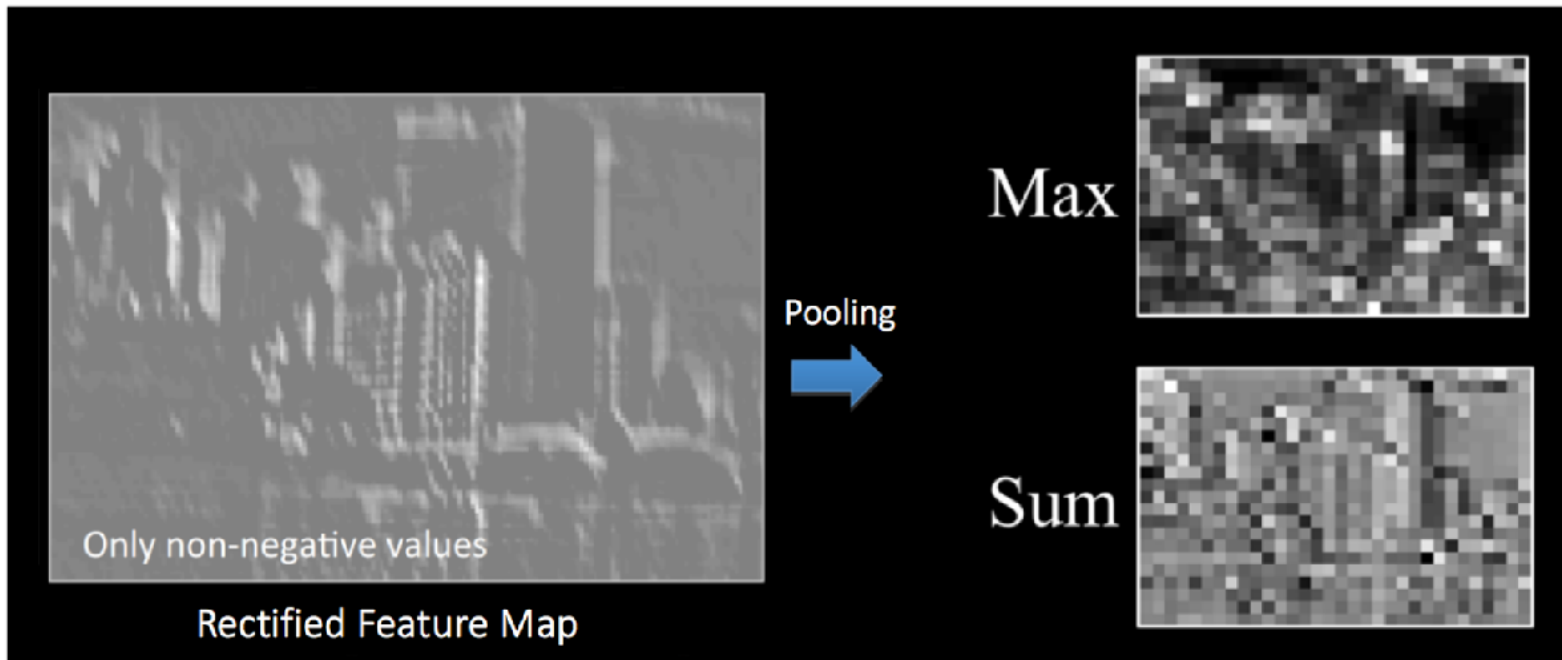 Only non-negative values
Rectified Feature Map
Pooling
Max
Sum